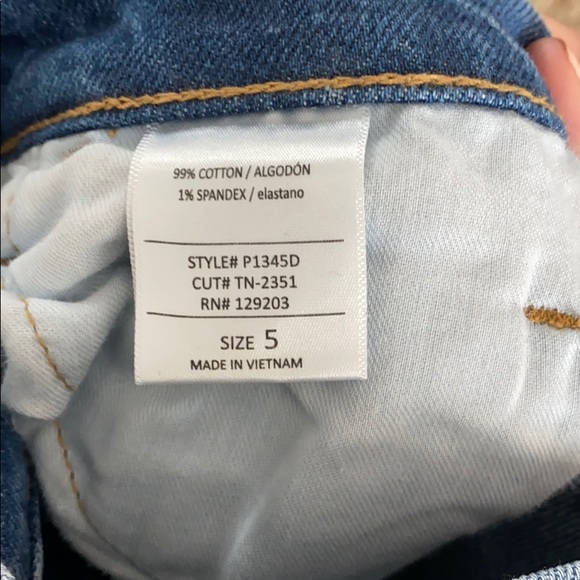 99% COTTON / ALGODÓN
1% SPANDEX / elastano
STYLE# P1345D
CUT# TN-2351
RN# 129203
SIZE 5
MADE IN VIETNAM